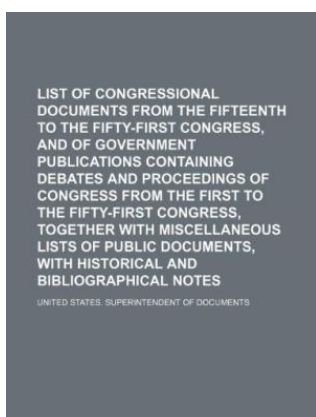 LIST OF CONGRESSIONAL
DOCUMENTS FROM THE FIFTEENTH
TO THE FIFTY-FIRST CONGRESS,
AND OF GOVERNMENT
PUBLICATIONS CONTAINING
DEBATES AND PROCEEDINGS OF
CONGRESS FROM THE FIRST TO
THE FIFTY-FIRST CONGRESS,
TOGETHER WITH MISCELLANEOUS
LISTS OF PUBLIC DOCUMENTS,
WITH HISTORICAL AND
BIBLIOGRAPHICAL NOTES
UNITED STATES. SUPERINTENDENT OF DOCUMENTS